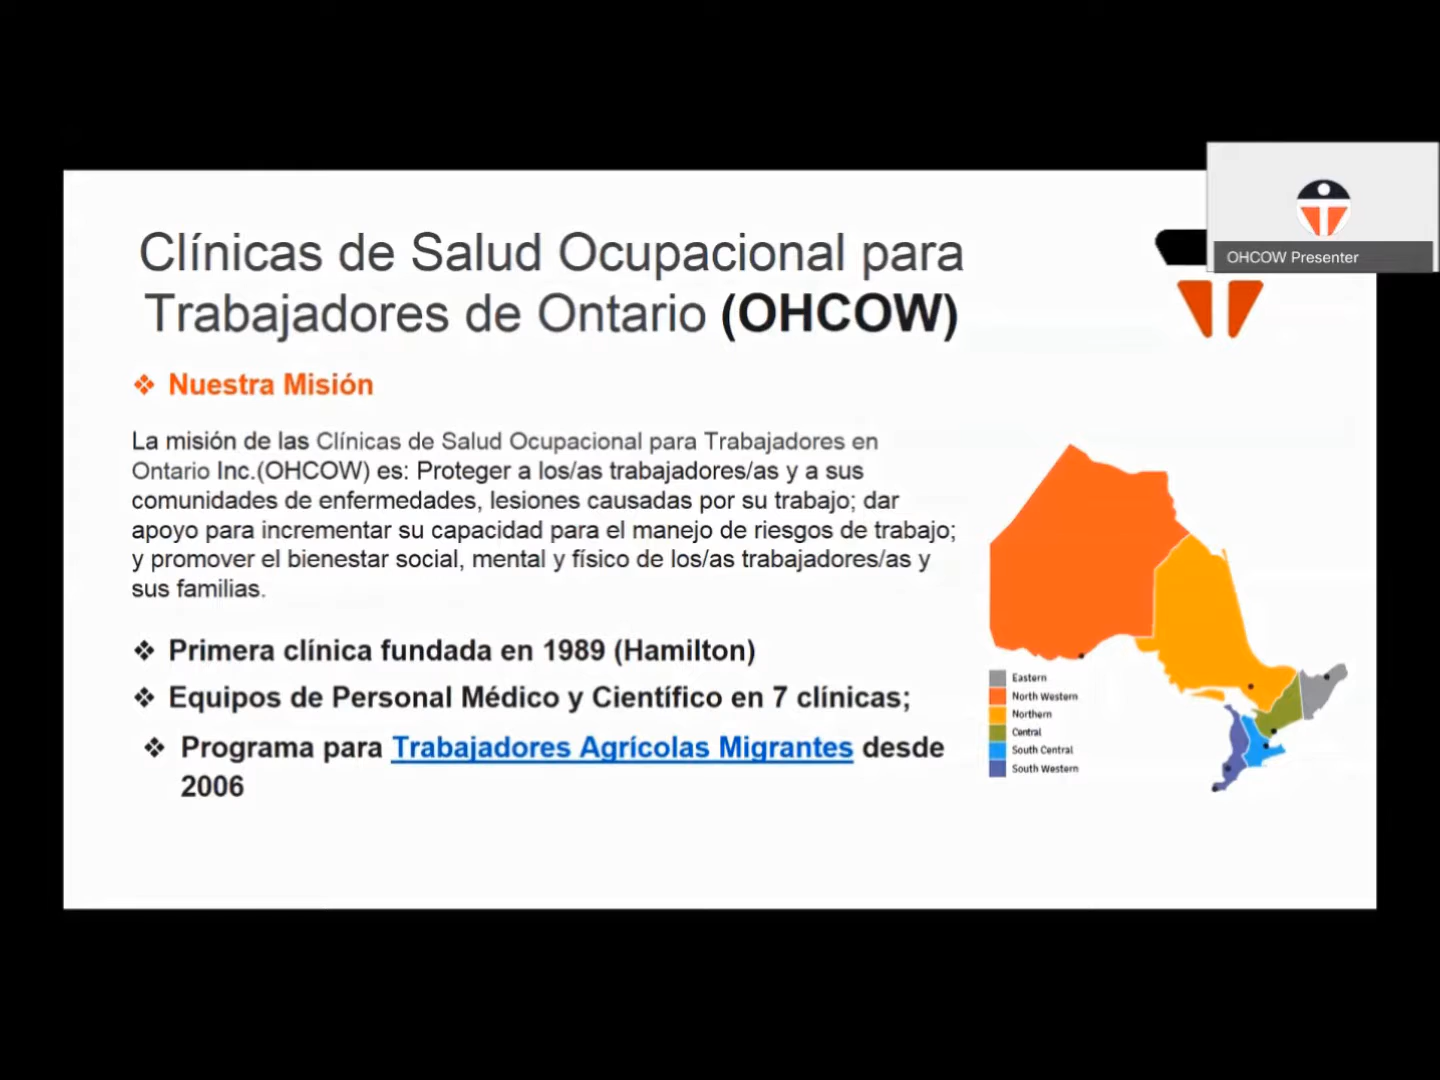 Clínicas de Salud Ocupacional para
Trabajadores de Ontario (OHCOW)
OHCOW Presenter
❖ Nuestra Misión
La misión de las Clínicas de Salud Ocupacional para Trabajadores en
Ontario Inc.(OHCOW) es: Proteger a los/as trabajadores/as y a sus
comunidades de enfermedades, lesiones causadas por su trabajo; dar
apoyo para incrementar su capacidad para el manejo de riesgos de trabajo;
y promover el bienestar social, mental y físico de los/as trabajadores/as y
sus familias.
❖ Primera clínica fundada en 1989 (Hamilton)
❖ Equipos de Personal Médico y Científico en 7 clínicas;
❖ Programa para Trabajadores Agrícolas Migrantes desde
2006
Eastern
North Western
Northern
Central
South Central
South Western